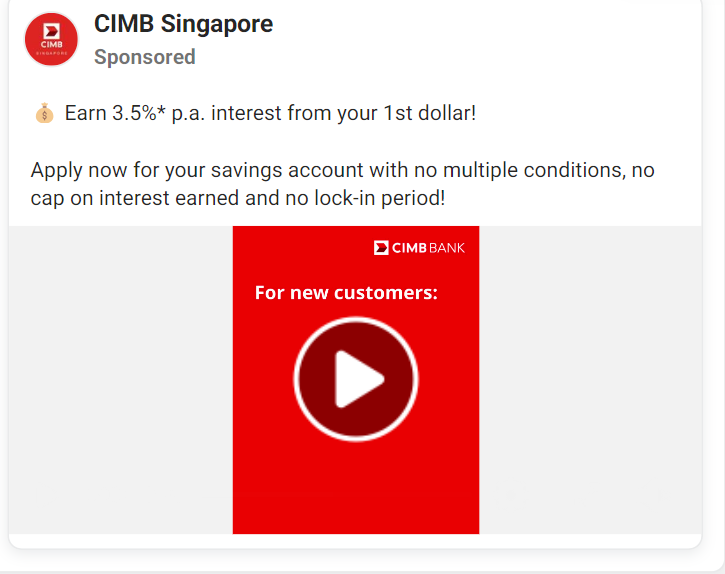 CIMB Singapore
Sponsored
💰 Earn 3.5%* p.a. interest from your 1st dollar!
Apply now for your savings account with no multiple conditions, no
cap on interest earned and no lock-in period!
CIMB BANK
For new customers:
CIMB
SINGAPORE